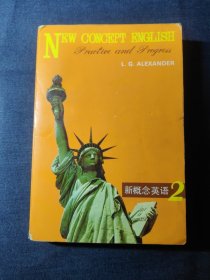 NEW CONCEPT ENGLISH
Practice and Progress
L. G. ALEXANDER
新概念英语 2